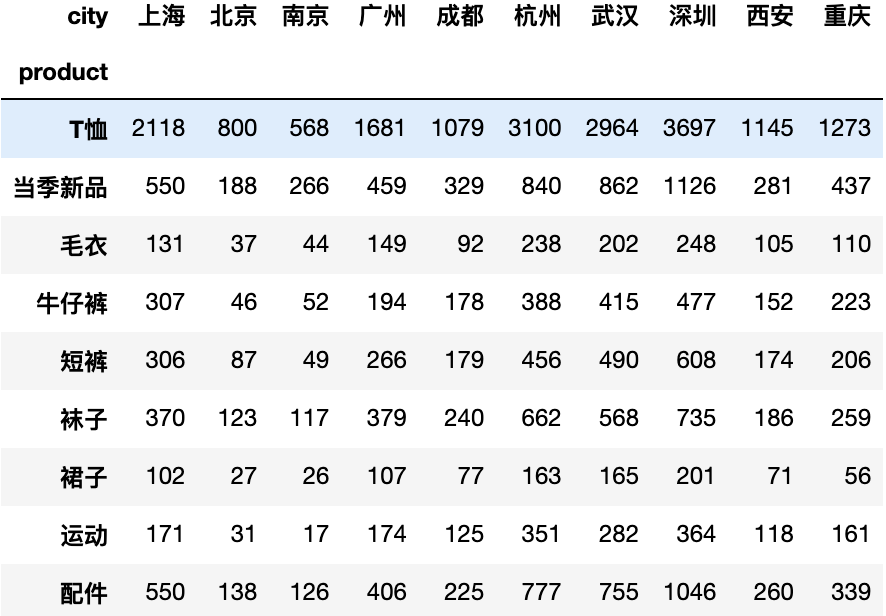 city 上海 北京 南京 广州 成都 杭州 武汉 深圳 西安 重庆
product
T恤 2118 800 568 1681 1079 3100 2964 3697 1145 1273
当季新品 550 188 266 459 329 840 862 1126 281 437
毛衣 131 37 44 149 92 238 202 248 105 110
牛仔裤 307 46 52 194 178 388 415 477 152 223
短裤 306 87 49 266 179 456 490 608 174 206
袜子 370 123 117 379 240 662 568 735 186 259
裙子 102 27 26 107 77 163 165 201 71 56
运动 171 31 17 174 125 351 282 364 118 161
配件 550 138 126 406 225 777 755 1046 260 339